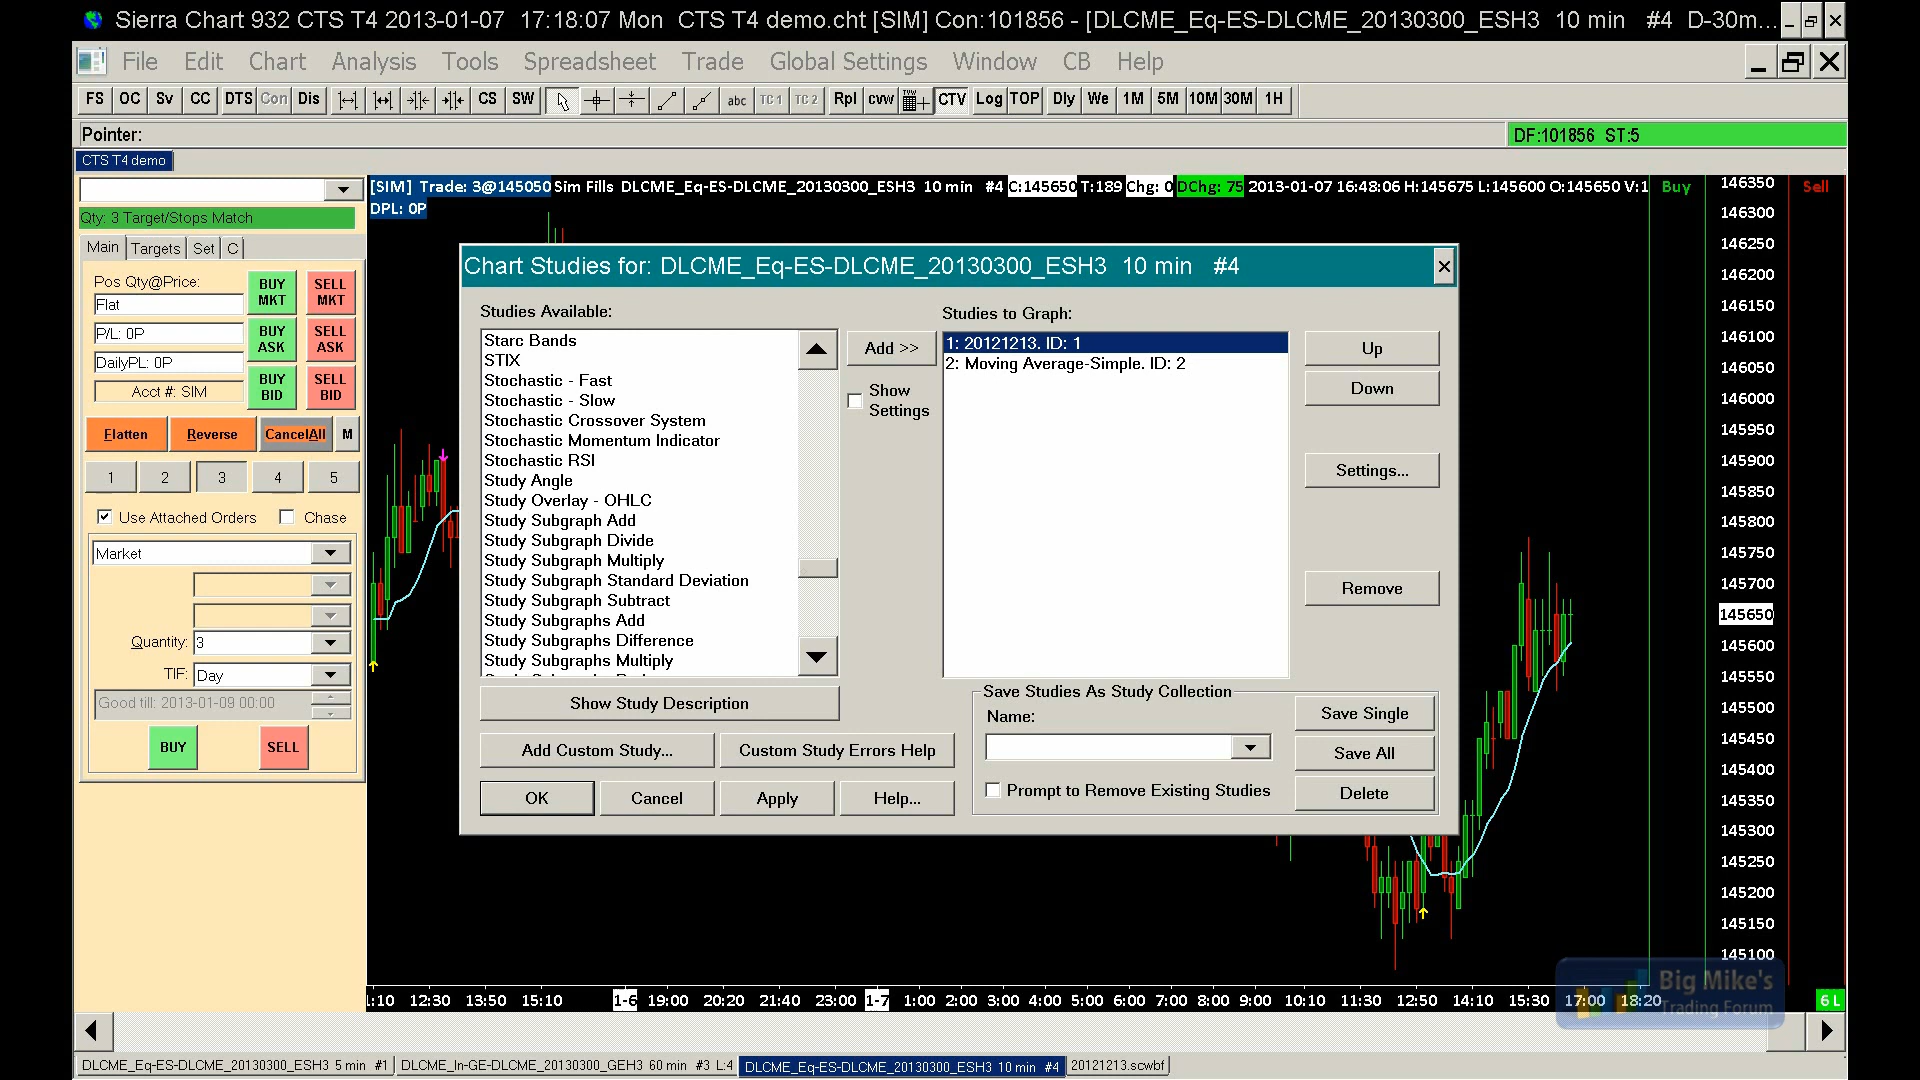 Sierra Chart 932 CTS T4 2013-01-07 17:18:07 Mon CTS T4 demo.cht [SIM] Con:101856 - [DLCME_Eq-ES-DLCME_20130300_ESH3 10 min #4 D-30m...
File Edit Chart Analysis Tools Spreadsheet Trade Global Settings Window CB Help
FS OC Sv CC DTS Con Dis CS SW abc TC1 TC2 Rpl cvw TVW CTV Log TOP Dly We 1M 5M 10M 30M 1H
Pointer:
DF:101856 ST:5
CTS T4 demo
[SIM] Trade: 3@145050 Sim Fills DLCME_Eq-ES-DLCME_20130300_ESH3 10 min #4 C:145650 T:189 Chg: 0 DChg: 75 2013-01-07 16:48:06 H:145675 L:145600 O:145650 V:1
DPL: 0P
Buy
Sell
Qty: 3 Target/Stops Match
Main Targets Set C
Pos Qty@Price:
Flat
P/L: 0P
DailyPL: 0P
Acct #: SIM
BUY MKT
SELL MKT
BUY ASK
SELL ASK
BUY BID
SELL BID
Flatten Reverse CancelAll M
1 2 3 4 5
Use Attached Orders Chase
Market
Quantity: 3
TIF: Day
Good till: 2013-01-09 00:00
BUY SELL
Chart Studies for: DLCME_Eq-ES-DLCME_20130300_ESH3 10 min #4
Studies Available:
Starc Bands
STIX
Stochastic - Fast
Stochastic - Slow
Stochastic Crossover System
Stochastic Momentum Indicator
Stochastic RSI
Study Angle
Study Overlay - OHLC
Study Subgraph Add
Study Subgraph Divide
Study Subgraph Multiply
Study Subgraph Standard Deviation
Study Subgraph Subtract
Study Subgraphs Add
Study Subgraphs Difference
Study Subgraphs Multiply
Add >>
Show
Settings
Studies to Graph:
1: 20121213. ID: 1
2: Moving Average-Simple. ID: 2
Up
Down
Settings...
Remove
Show Study Description
Add Custom Study... Custom Study Errors Help
OK Cancel Apply Help...
Save Studies As Study Collection
Name:
Prompt to Remove Existing Studies
Save Single
Save All
Delete
146350
146300
146250
146200
146150
146100
146050
146000
145950
145900
145850
145800
145750
145700
145650
145600
145550
145500
145450
145400
145350
145300
145250
145200
145150
145100
Big Mike's
Trading Forum
:10 12:30 13:50 15:10 1-6 19:00 20:20 21:40 23:00 1-7 1:00 2:00 3:00 4:00 5:00 6:00 7:00 8:00 9:00 10:10 11:30 12:50 14:10 15:30 17:00 18:20
6 L
DLCME_Eq-ES-DLCME_20130300_ESH3 5 min #1 DLCME_In-GE-DLCME_20130300_GEH3 60 min #3 L:4 DLCME_Eq-ES-DLCME_20130300_ESH3 10 min #4 20121213.scwbf